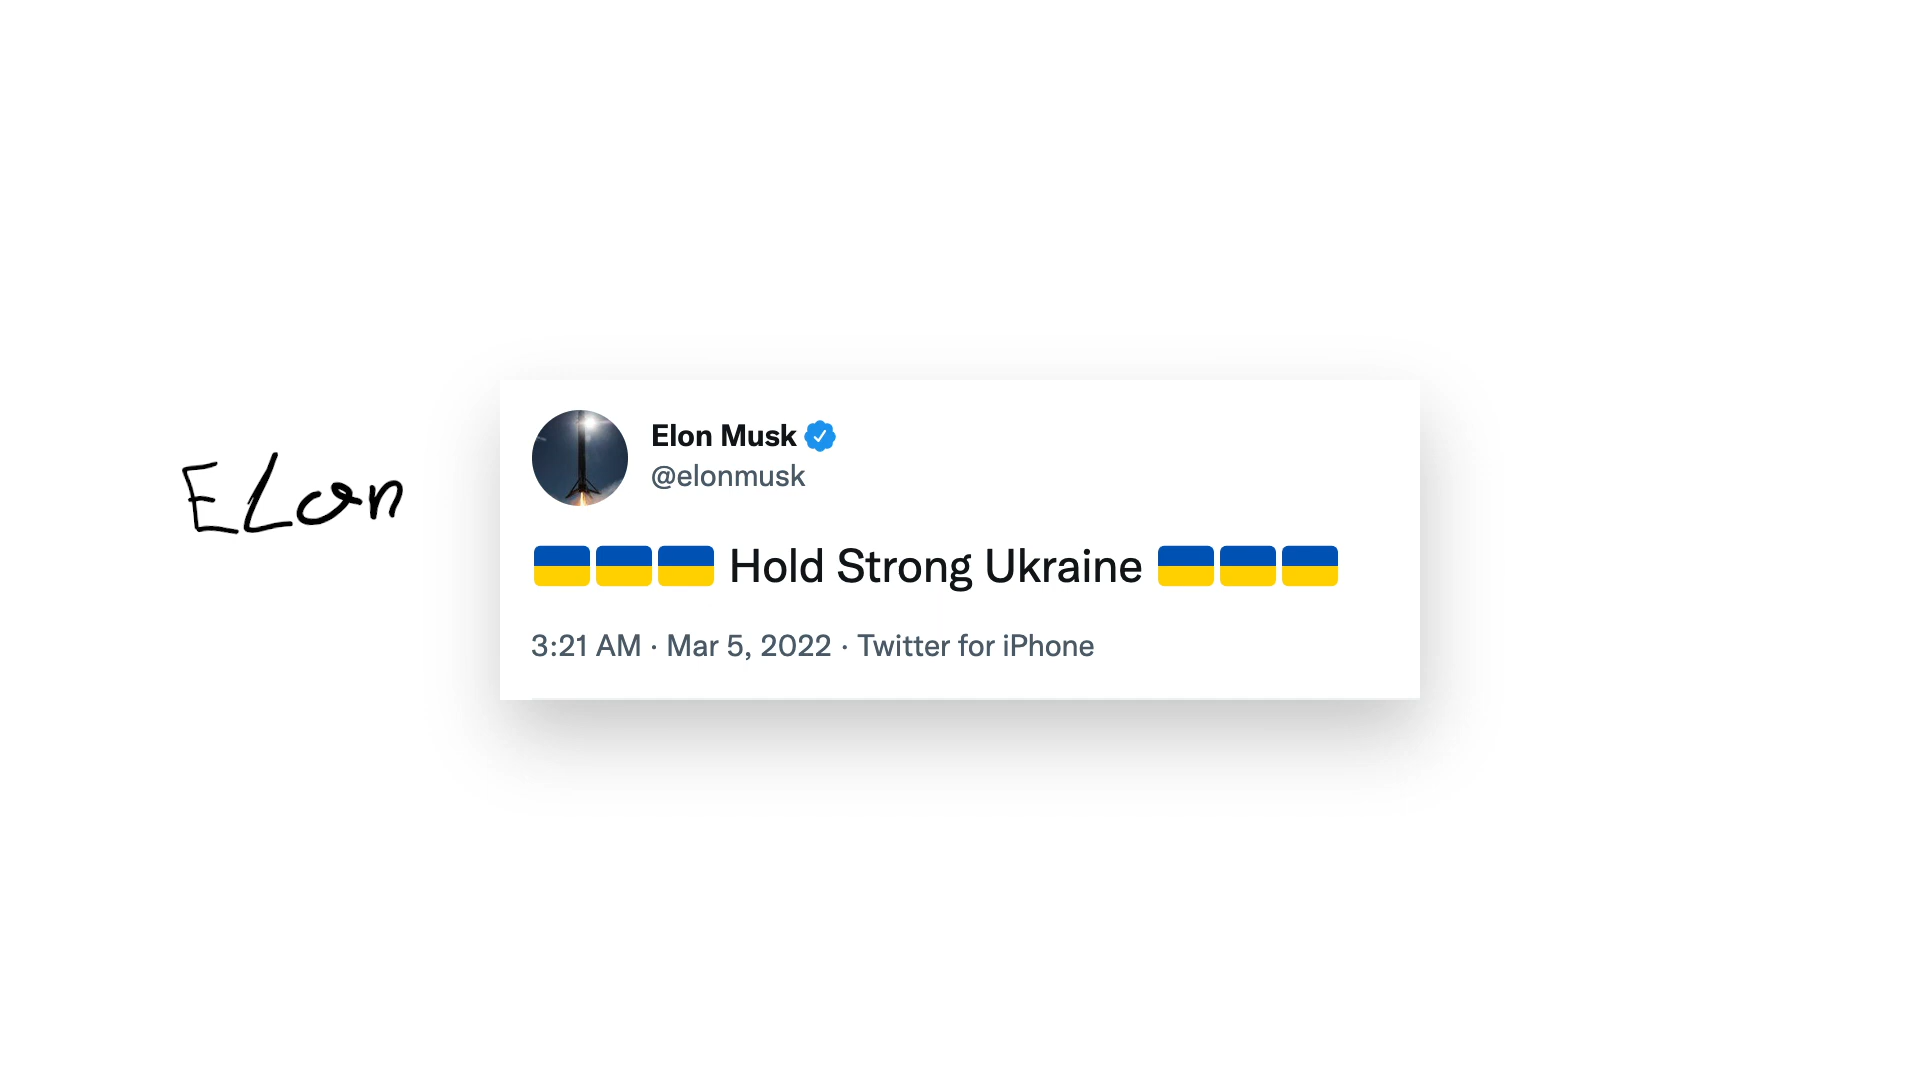 ELon
Elon Musk
@elonmusk
🇺🇦🇺🇦🇺🇦 Hold Strong Ukraine 🇺🇦🇺🇦🇺🇦
3:21 AM · Mar 5, 2022 · Twitter for iPhone